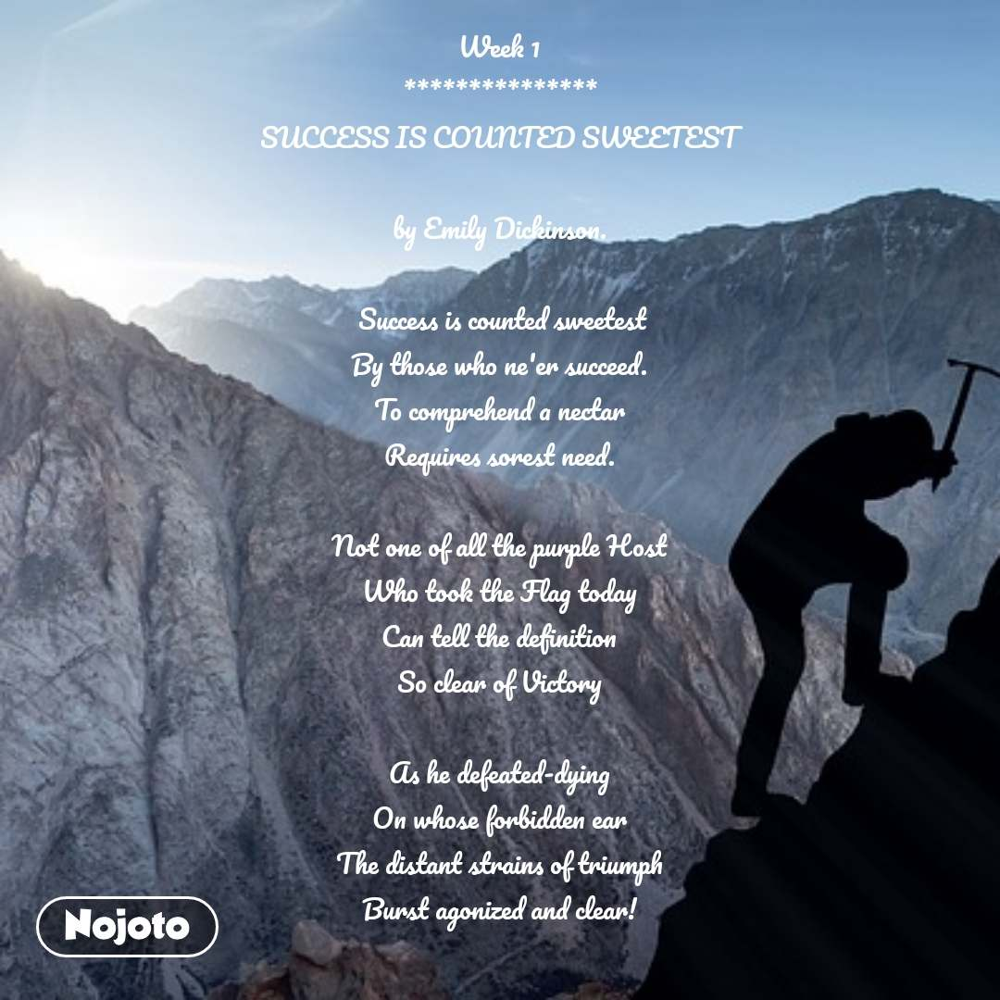 Week 1
***************
SUCCESS IS COUNTED SWEETEST
by Emily Dickinson.
Success is counted sweetest
By those who ne'er succeed.
To comprehend a nectar
Requires sorest need.
Not one of all the purple Host
Who took the Flag today
Can tell the definition
So clear of Victory
As he defeated-dying
On whose forbidden ear
The distant strains of triumph
Burst agonized and clear!
Nojoto